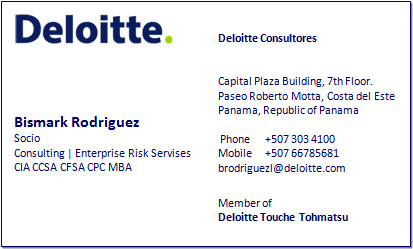 Deloitte.
Deloitte Consultores
Capital Plaza Building, 7th Floor.
Paseo Roberto Motta, Costa del Este
Panama, Republic of Panama
Bismark Rodriguez
Socio
Consulting | Enterprise Risk Servises
CIA CCSA CFSA CPC MBA
Phone +507 303 4100
Mobile +507 66785681
brodriguezl@deloitte.com
Member of
Deloitte Touche Tohmatsu